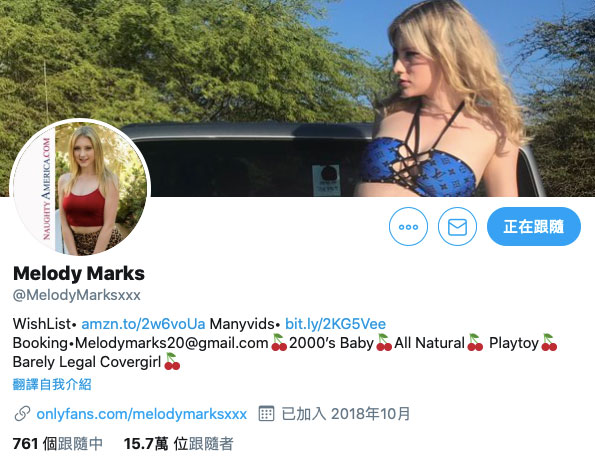 NAUGHTY AMERICA.COM
正在跟隨
Melody Marks
@MelodyMarksxxx
WishList• amzn.to/2w6voUa Manyvids• bit.ly/2KG5Vee
Booking•Melodymarks20@gmail.com🍒2000’s Baby🍒All Natural🍒 Playtoy🍒
Barely Legal Covergirl🍒
翻譯自我介紹
onlyfans.com/melodymarksxxx 已加入 2018年10月
761 個跟隨中 15.7萬 位跟隨者